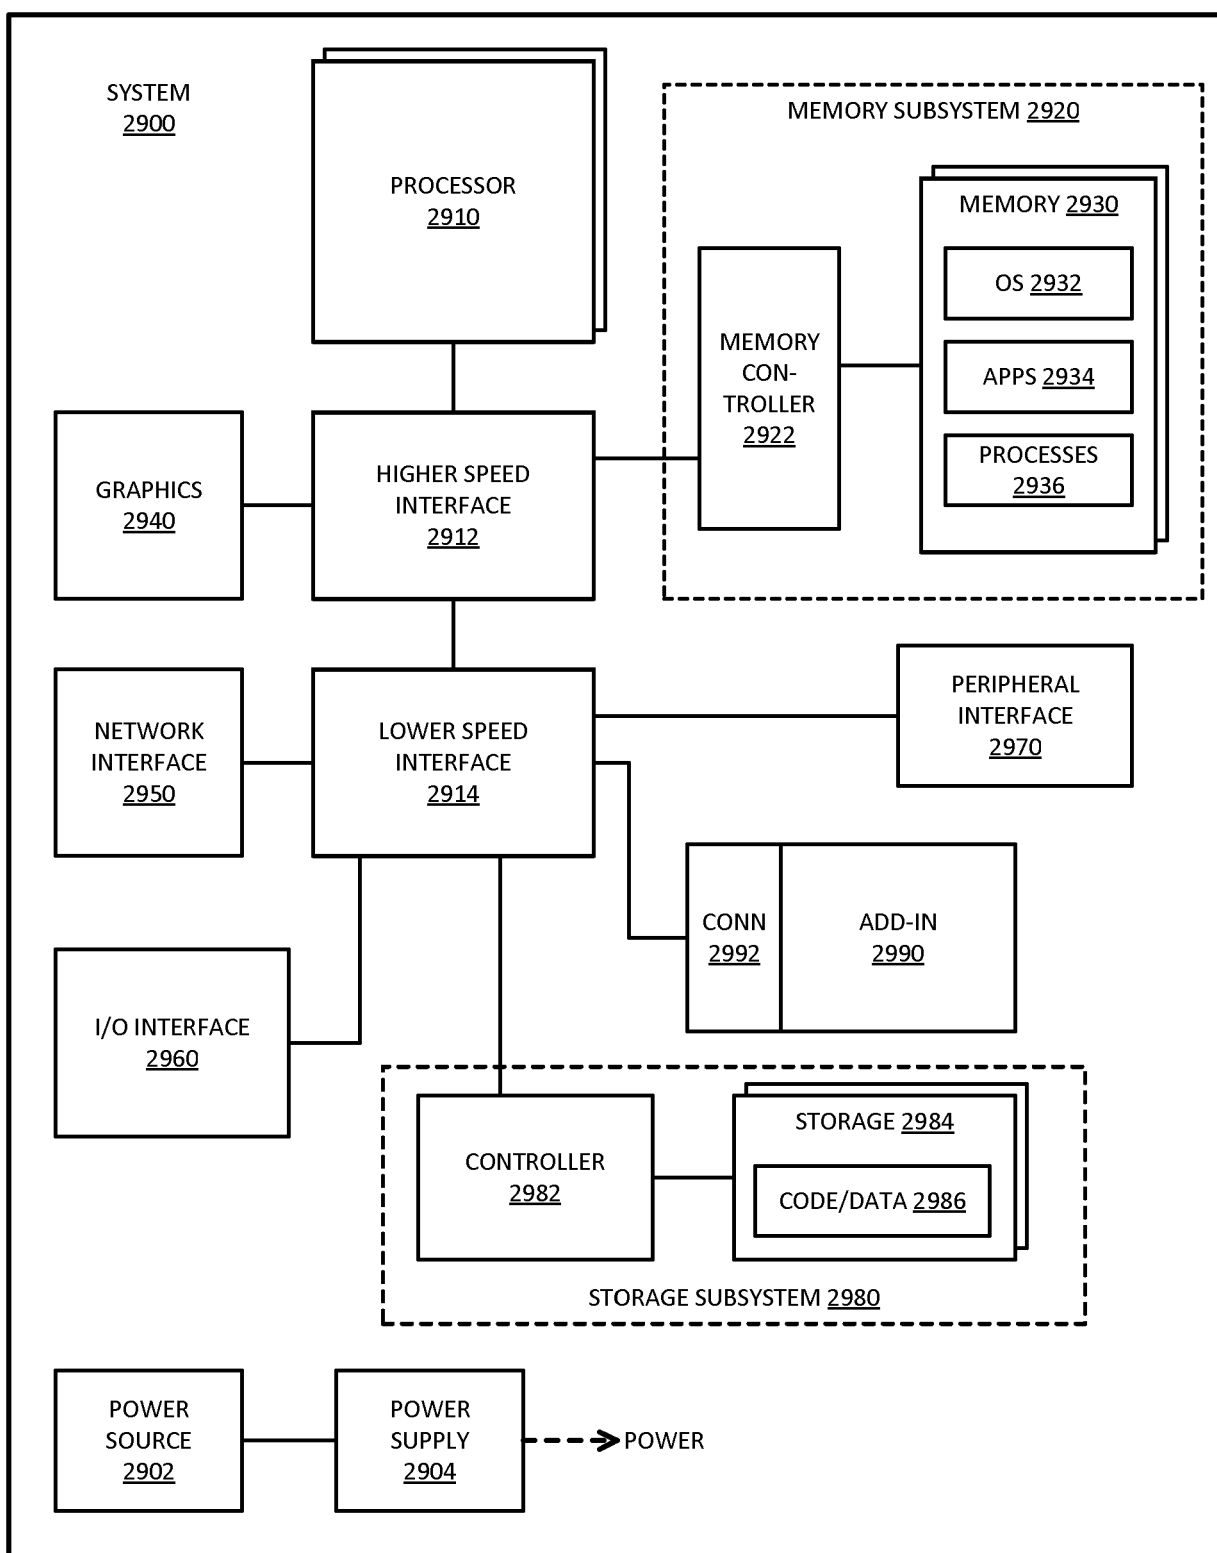 SYSTEM
2900
PROCESSOR
2910
MEMORY SUBSYSTEM 2920
MEMORY 2930
OS 2932
APPS 2934
PROCESSES
2936
MEMORY
CON-
TROLLER
2922
GRAPHICS
2940
HIGHER SPEED
INTERFACE
2912
NETWORK
INTERFACE
2950
LOWER SPEED
INTERFACE
2914
PERIPHERAL
INTERFACE
2970
CONN
2992
ADD-IN
2990
I/O INTERFACE
2960
CONTROLLER
2982
STORAGE 2984
CODE/DATA 2986
STORAGE SUBSYSTEM 2980
POWER
SOURCE
2902
POWER
SUPPLY
2904
POWER